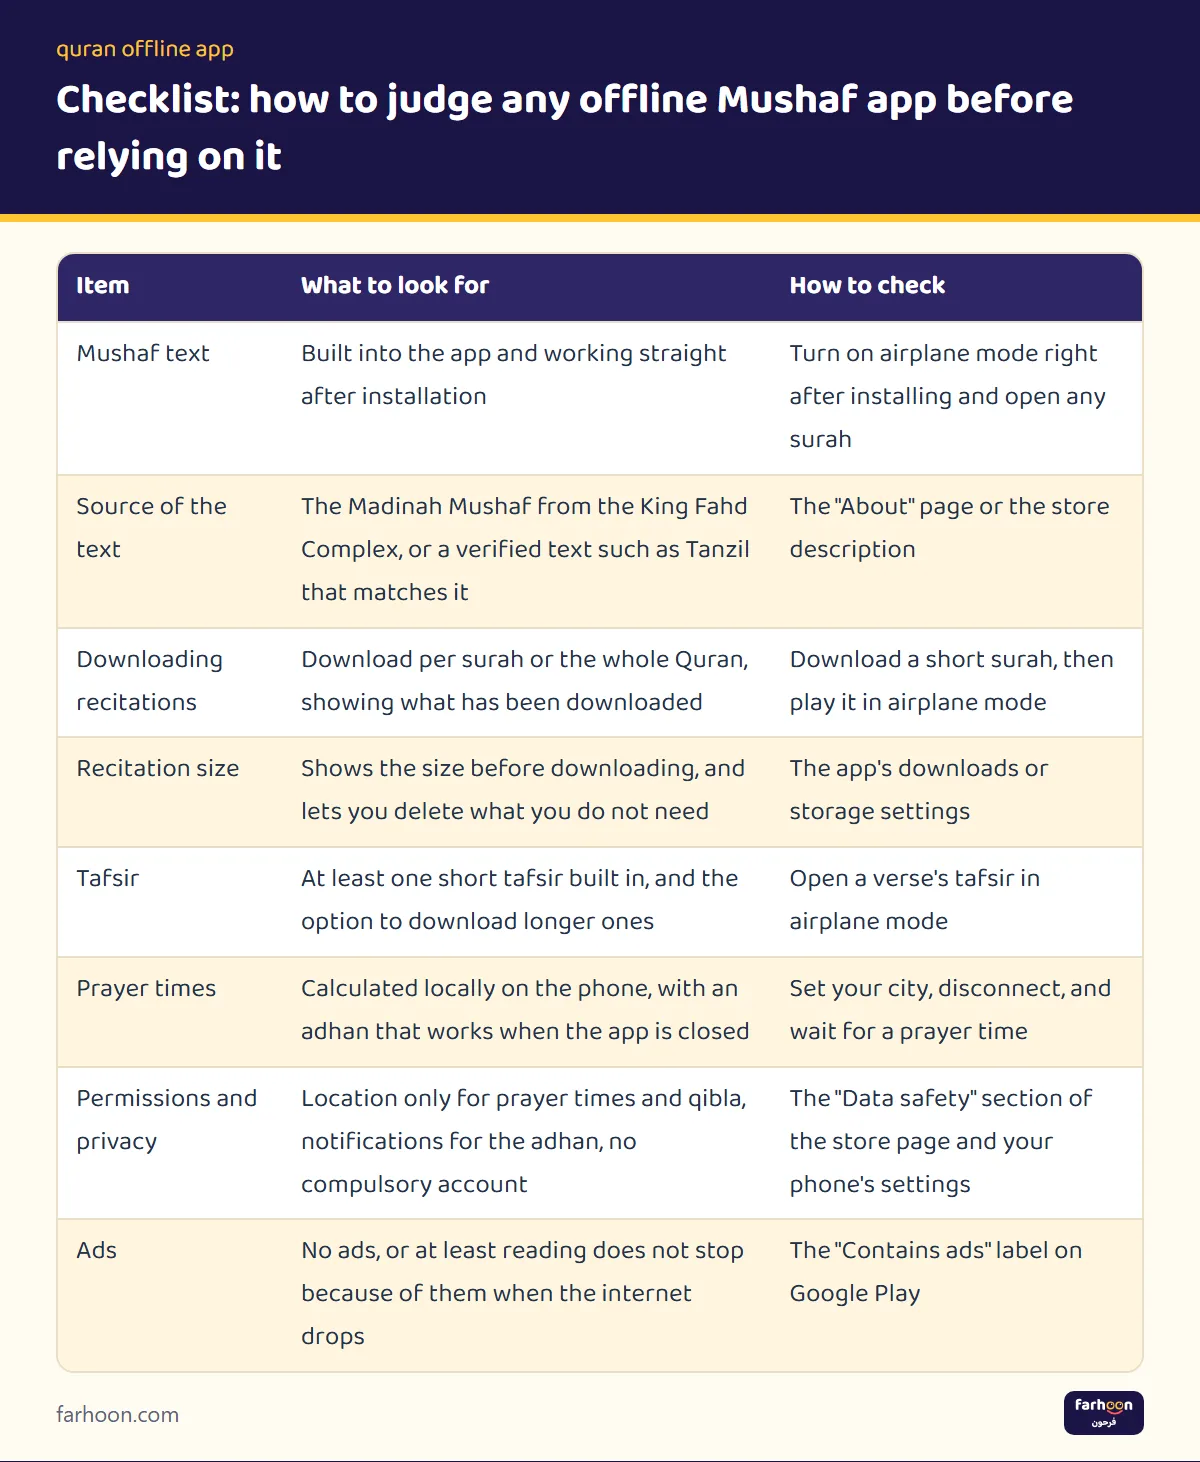 quran offline app
Checklist: how to judge any offline Mushaf app before
relying on it
Item
What to look for
How to check
Mushaf text
Built into the app and working straight
after installation
Turn on airplane mode right
after installing and open any
surah
Source of the
text
The Madinah Mushaf from the King Fahd
Complex, or a verified text such as Tanzil
that matches it
The "About" page or the store
description
Downloading
recitations
Download per surah or the whole Quran,
showing what has been downloaded
Download a short surah, then
play it in airplane mode
Recitation size
Shows the size before downloading, and
lets you delete what you do not need
The app's downloads or
storage settings
Tafsir
At least one short tafsir built in, and the
option to download longer ones
Open a verse's tafsir in
airplane mode
Prayer times
Calculated locally on the phone, with an
adhan that works when the app is closed
Set your city, disconnect, and
wait for a prayer time
Permissions and
privacy
Location only for prayer times and qibla,
notifications for the adhan, no
compulsory account
The "Data safety" section of
the store page and your
phone's settings
Ads
No ads, or at least reading does not stop
because of them when the internet
drops
The "Contains ads" label on
Google Play
farhoon.com
farhoon
فرحون